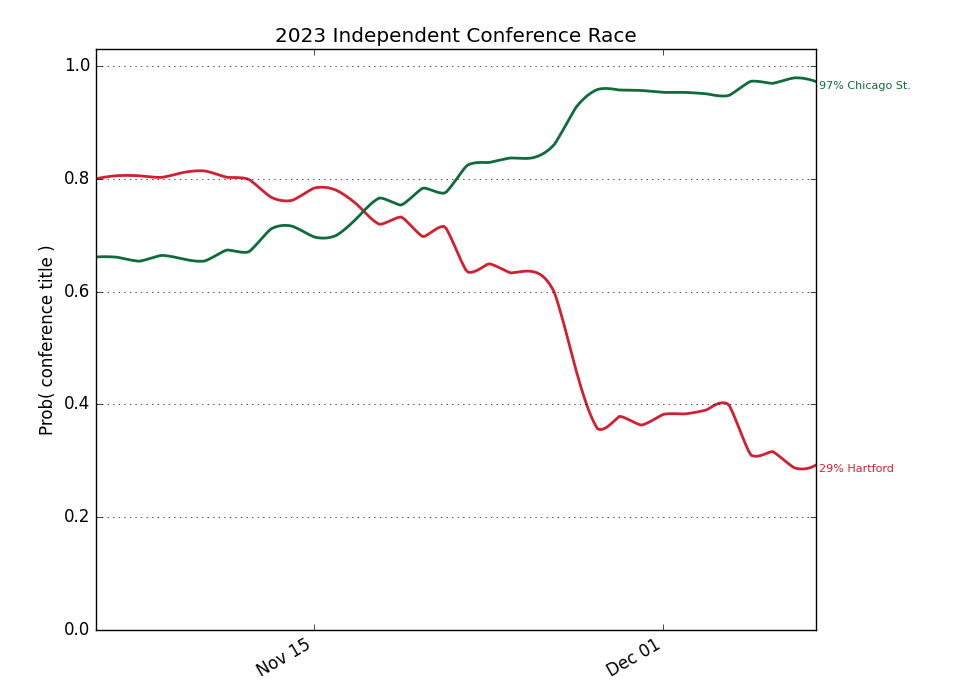 2023 Independent Conference Race
Prob( conference title )
1.0
0.8
0.6
0.4
0.2
0.0
97% Chicago St.
29% Hartford
Nov 15
Dec 01